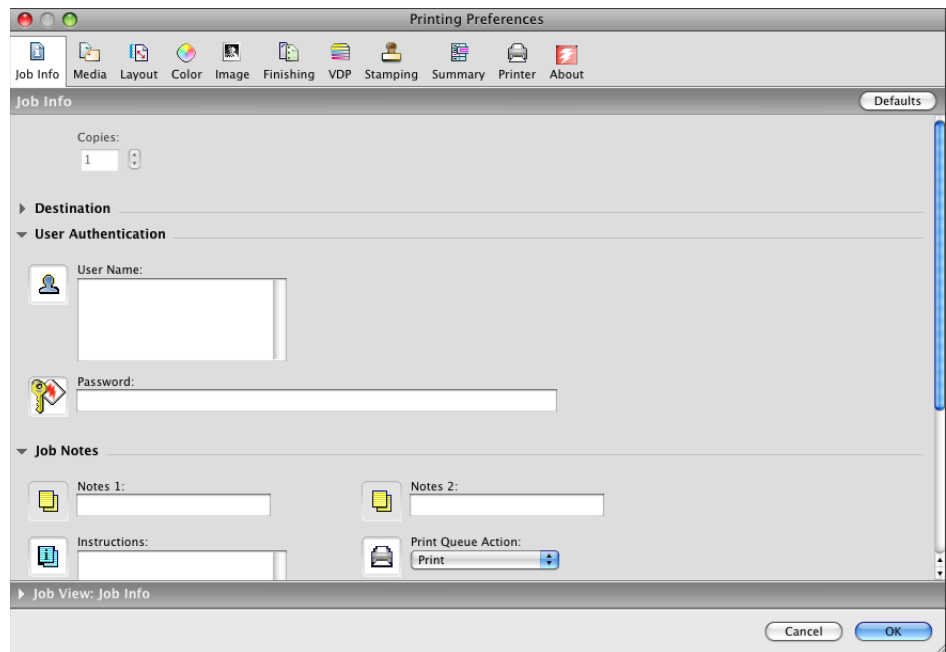 Printing Preferences
Job Info Media Layout Color Image Finishing VDP Stamping Summary Printer About
Job Info Defaults
Copies:
1
Destination
User Authentication
User Name:
Password:
Job Notes
Notes 1: Notes 2:
Instructions: Print Queue Action:
Print
Job View: Job Info
Cancel OK